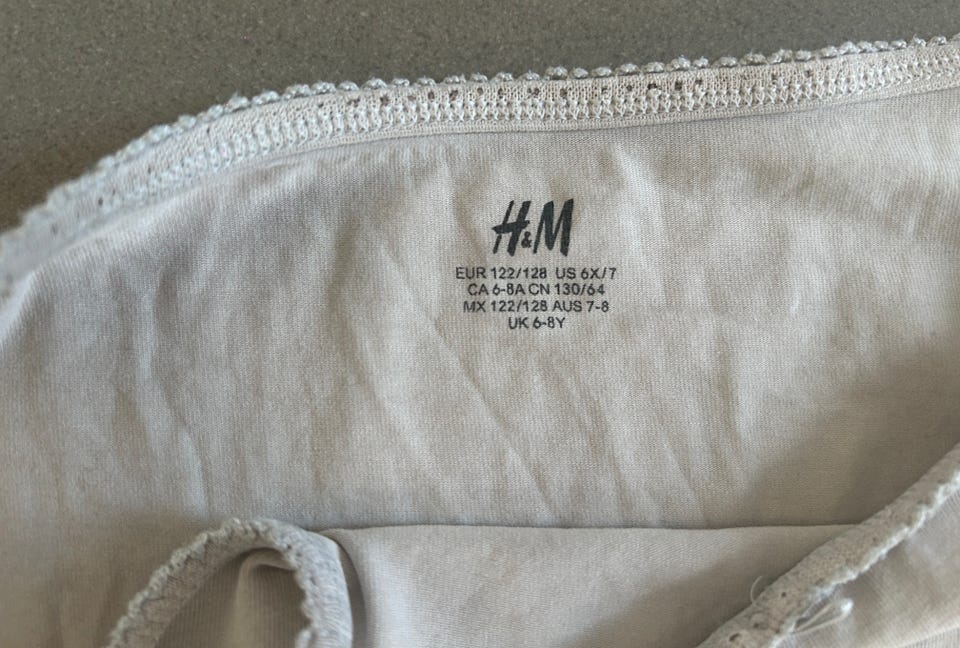 H&M
EUR 122/128 US 6X/7
CA 6-8A CN 130/64
MX 122/128 AUS 7-8
UK 6-8Y